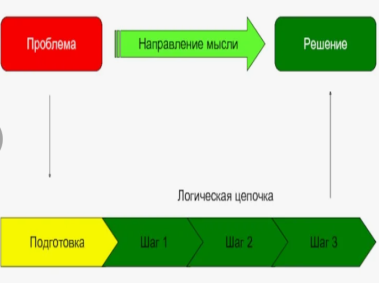 Проблема
Направление мысли
Решение
Логическая цепочка
Подготовка
Шаг 1
Шаг 2
Шаг 3